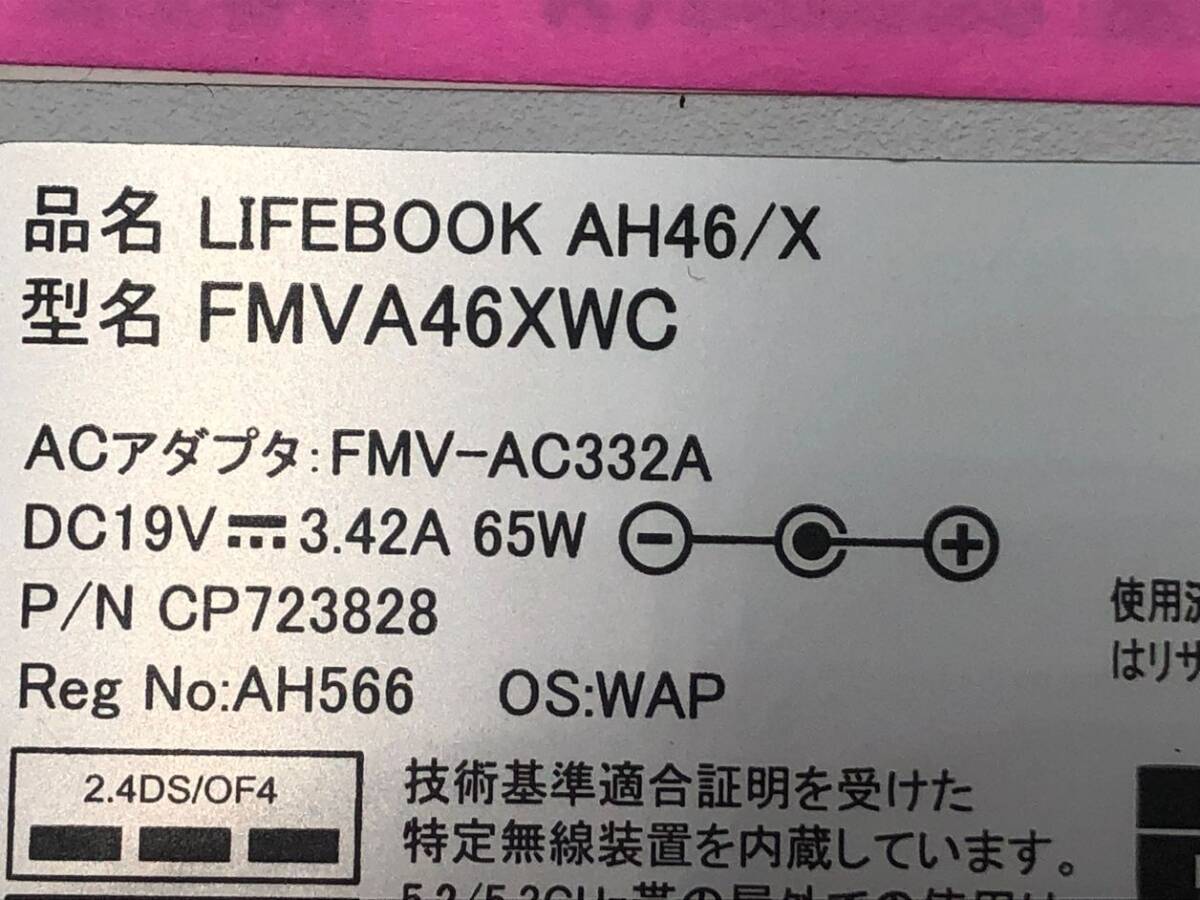 品名 LIFEBOOK AH46/X
型名 FMVA46XWC
ACアダプタ:FMV-AC332A
DC19V⎓3.42A 65W
P/N CP723828
Reg No:AH566 OS:WAP
使用済
はリサ
2.4DS/OF4
技術基準適合証明を受けた
特定無線装置を内蔵しています。